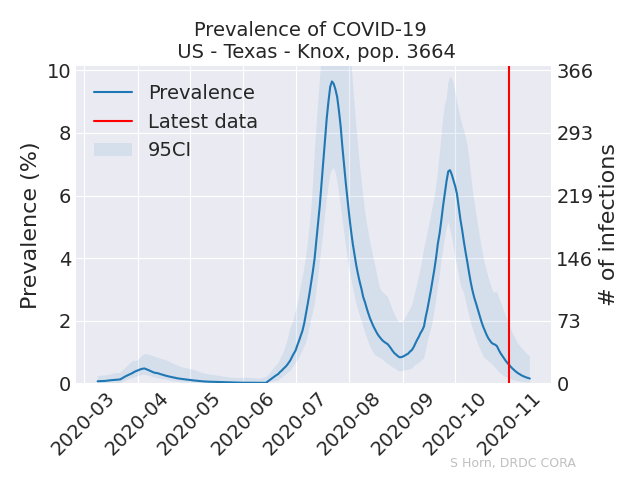 Prevalence of COVID-19
US - Texas - Knox, pop. 3664
Prevalence
Latest data
95CI
Prevalence (%)
10
8
6
4
2
0
366
293
219
146
73
0
# of infections
2020-03
2020-04
2020-05
2020-06
2020-07
2020-08
2020-09
2020-10
2020-11
S Horn, DRDC CORA